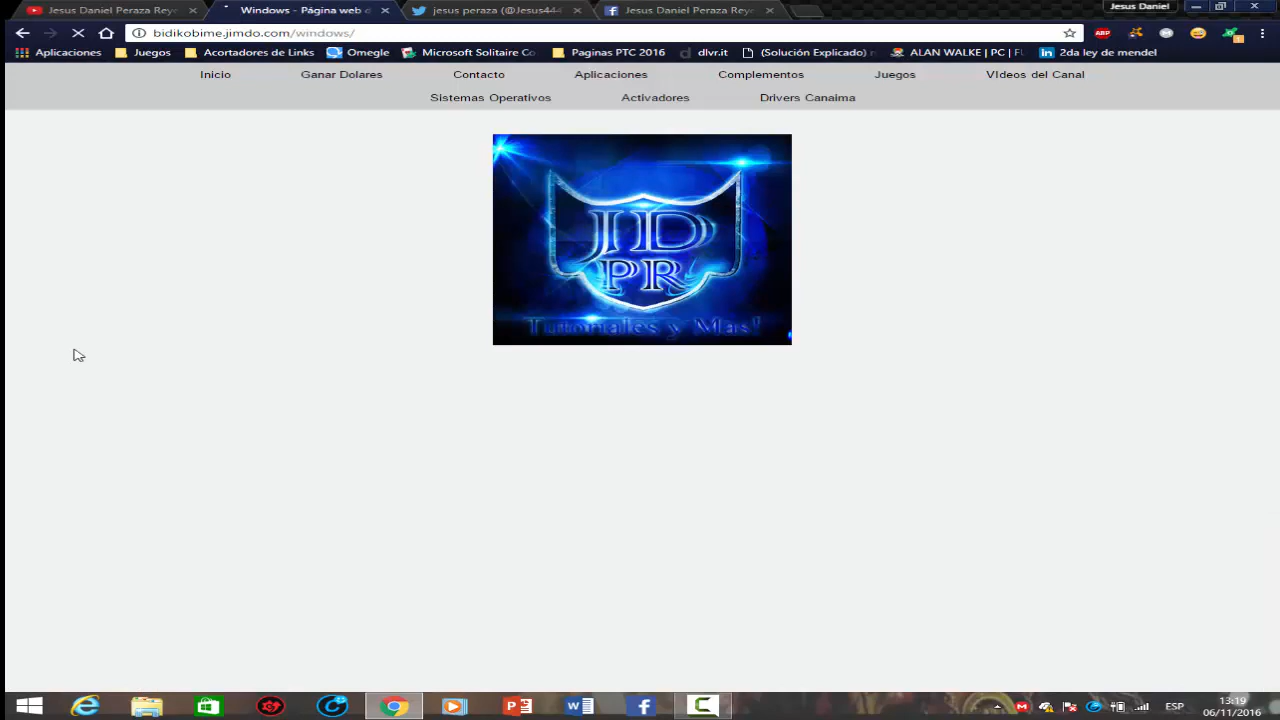 Jesus Daniel Peraza Reye
Windows - Página web d
jesus peraza (@Jesus444
Jesus Daniel Peraza Reye
Jesus Daniel
bidikobime.jimdo.com/windows/
Aplicaciones
Juegos
Acortadores de Links
Omegle
Microsoft Solitaire Co
Paginas PTC 2016
dlvr.it
(Solución Explicado)
ALAN WALKE | PC | FU
2da ley de mendel
Inicio
Ganar Dolares
Contacto
Aplicaciones
Complementos
Juegos
VIdeos del Canal
Sistemas Operativos
Activadores
Drivers Canaima
JD
PR
Tutoriales y Mas!
ESP
13:19
06/11/2016